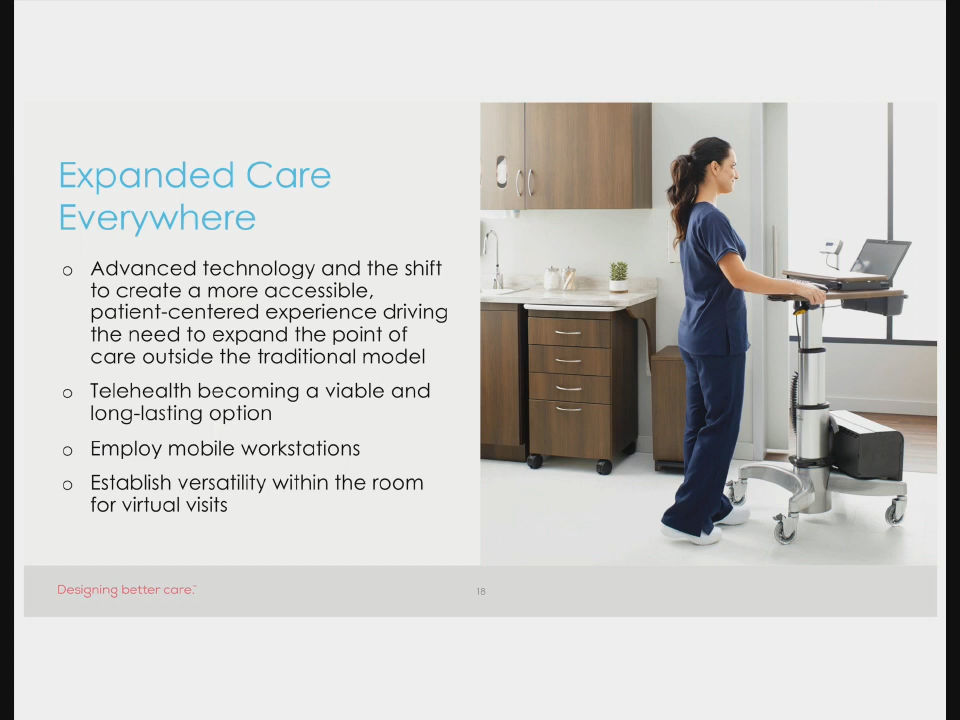 Expanded Care
Everywhere
o Advanced technology and the shift
to create a more accessible,
patient-centered experience driving
the need to expand the point of
care outside the traditional model
o Telehealth becoming a viable and
long-lasting option
o Employ mobile workstations
o Establish versatility within the room
for virtual visits
Designing better care.™
18